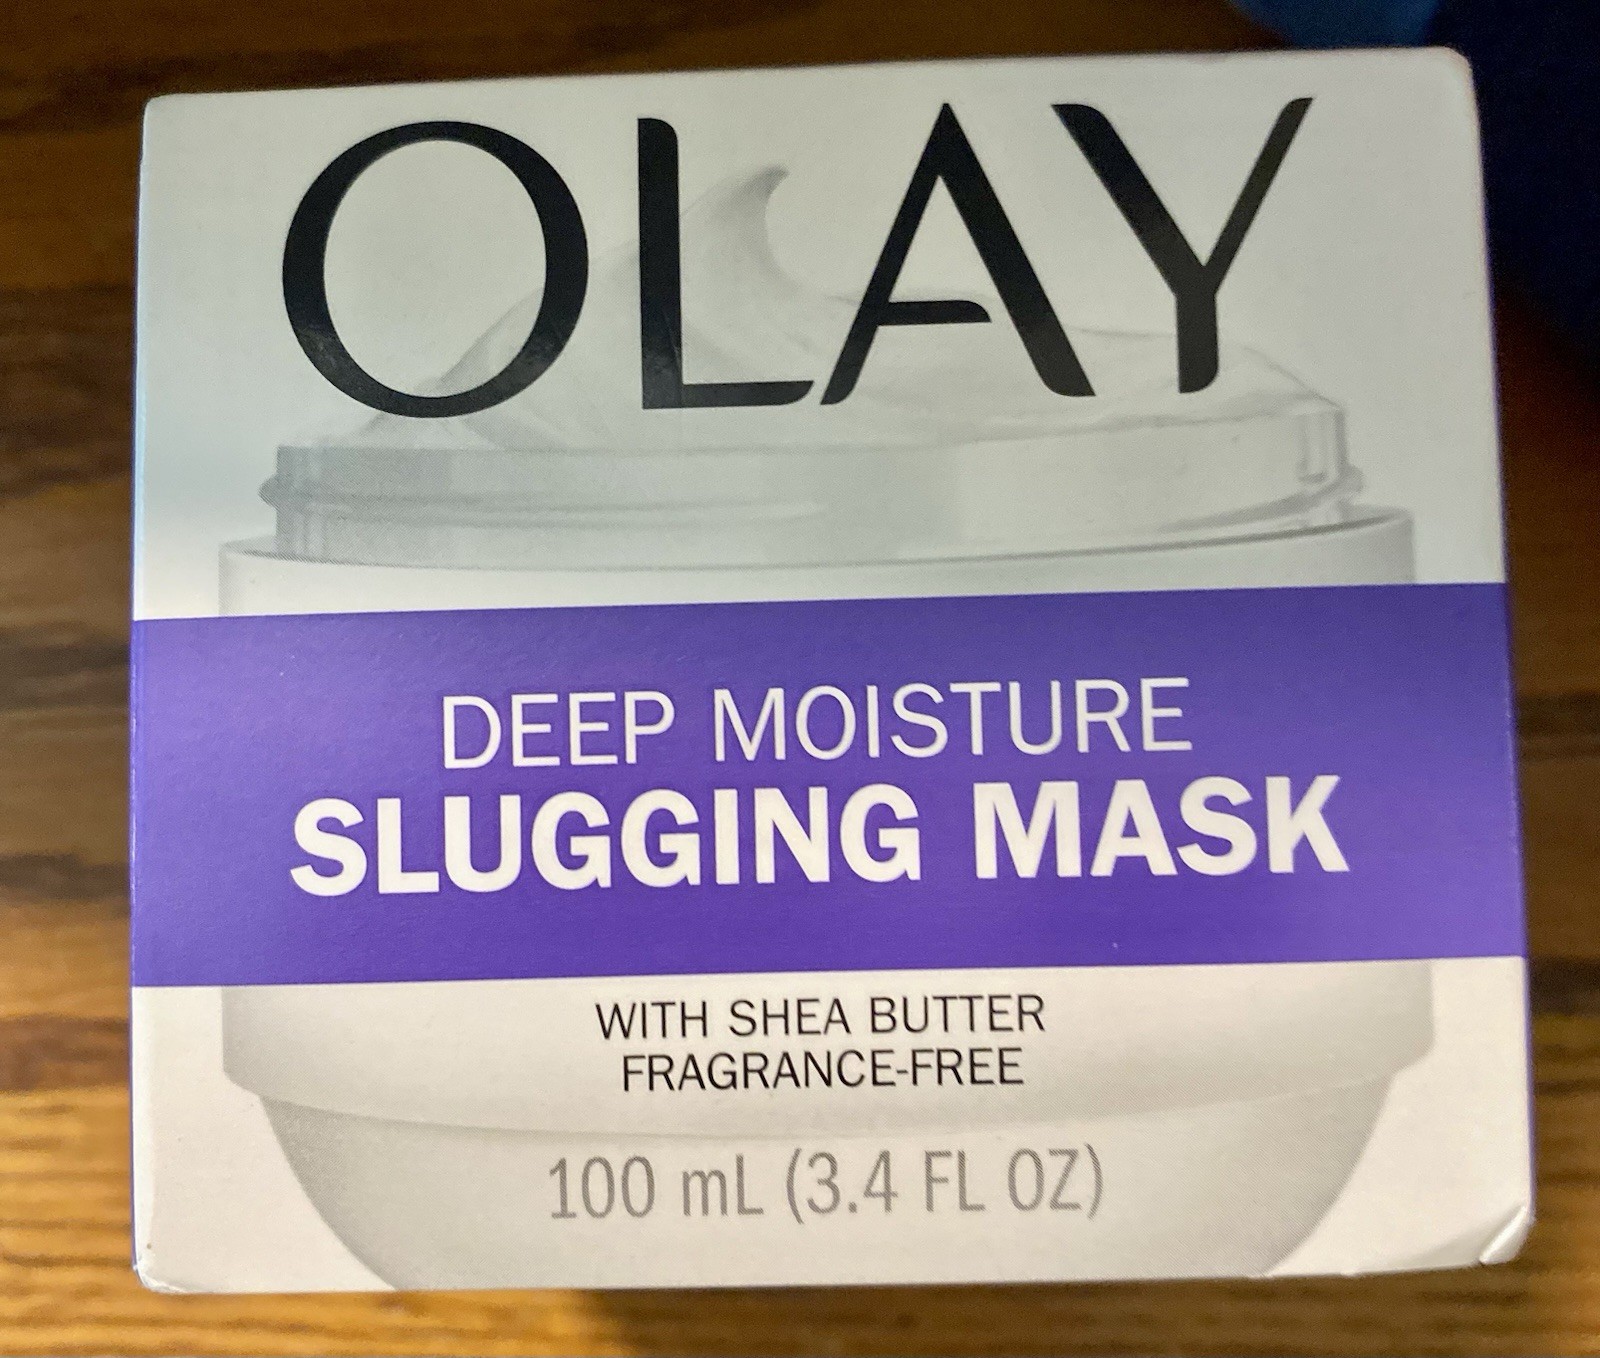 OLAY
DEEP MOISTURE
SLUGGING MASK
WITH SHEA BUTTER
FRAGRANCE-FREE
100 mL (3.4 FL OZ)